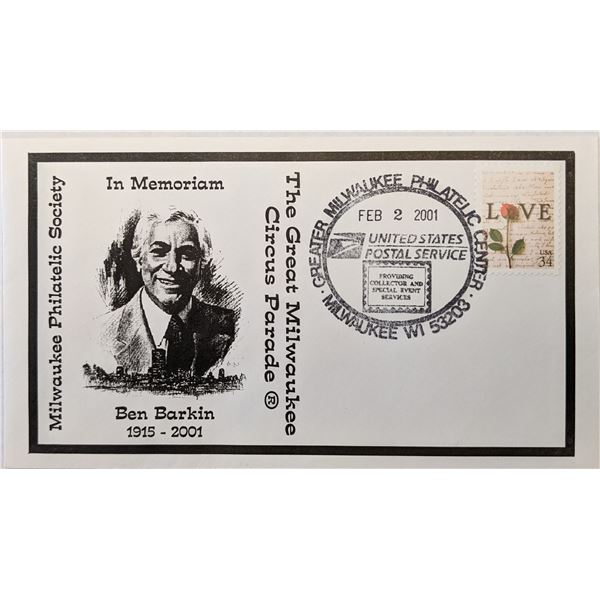 Milwaukee Philatelic Society
In Memoriam
Ben Barkin
1915 - 2001
The Great Milwaukee
Circus Parade ®
GREATER MILWAUKEE PHILATELIC CENTER
FEB 2 2001
UNITED STATES
POSTAL SERVICE
PROVIDING
COLLECTOR AND
SPECIAL EVENT
SERVICES
MILWAUKEE WI 53203
LOVE
USA
34